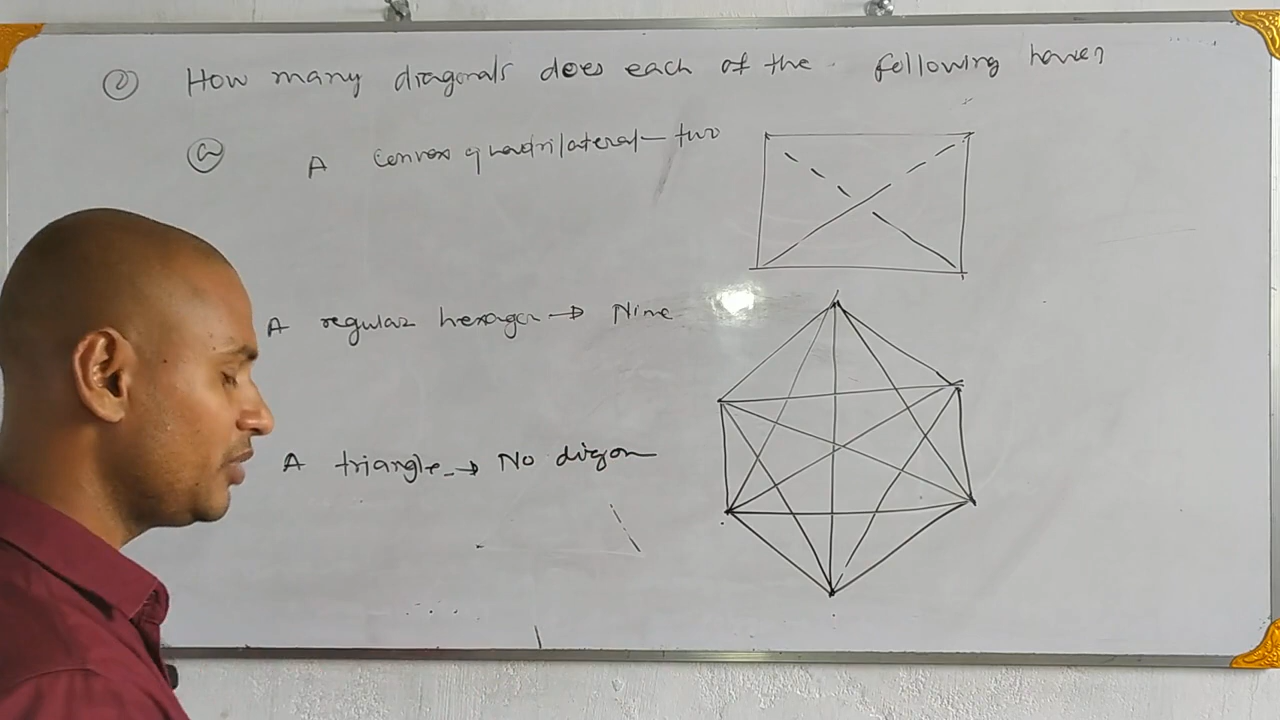 ② How many diagonals does each of the following have?
ⓐ A convex quadrilateral — two
A regular hexagon → Nine
A triangle → No digon